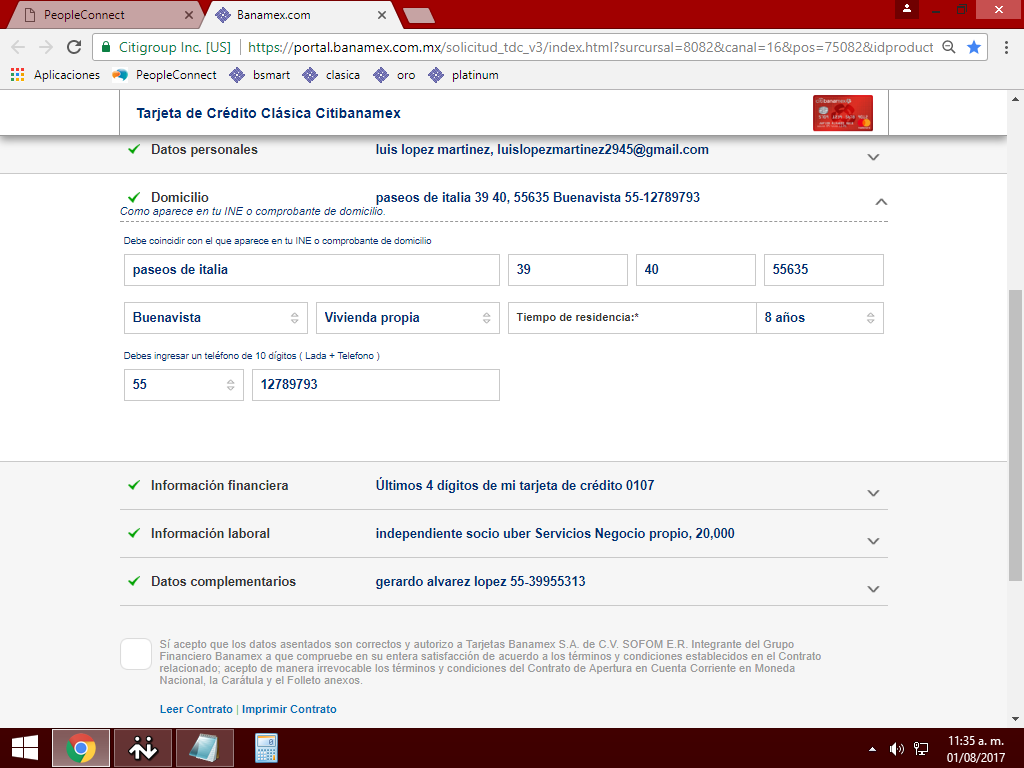 PeopleConnect
Banamex.com
Citigroup Inc. [US]
https://portal.banamex.com.mx/solicitud_tdc_v3/index.html?surcursal=8082&canal=16&pos=75082&idproduct
Aplicaciones
PeopleConnect
bsmart
clasica
oro
platinum
Tarjeta de Crédito Clásica Citibanamex
Datos personales
luis lopez martinez, luislopezmartinez2945@gmail.com
Domicilio
paseos de italia 39 40, 55635 Buenavista 55-12789793
Como aparece en tu INE o comprobante de domicilio.
Debe coincidir con el que aparece en tu INE o comprobante de domicilio
paseos de italia
39
40
55635
Buenavista
Vivienda propia
Tiempo de residencia:*
8 años
Debes ingresar un teléfono de 10 dígitos ( Lada + Telefono )
55
12789793
Información financiera
Últimos 4 dígitos de mi tarjeta de crédito 0107
Información laboral
independiente socio uber Servicios Negocio propio, 20,000
Datos complementarios
gerardo alvarez lopez 55-39955313
Sí acepto que los datos asentados son correctos y autorizo a Tarjetas Banamex S.A. de C.V. SOFOM E.R. Integrante del Grupo
Financiero Banamex a que compruebe en su entera satisfacción de acuerdo a los términos y condiciones establecidos en el Contrato
relacionado; acepto de manera irrevocable los términos y condiciones del Contrato de Apertura en Cuenta Corriente en Moneda
Nacional, la Carátula y el Folleto anexos.
Leer Contrato | Imprimir Contrato
11:35 a. m.
01/08/2017